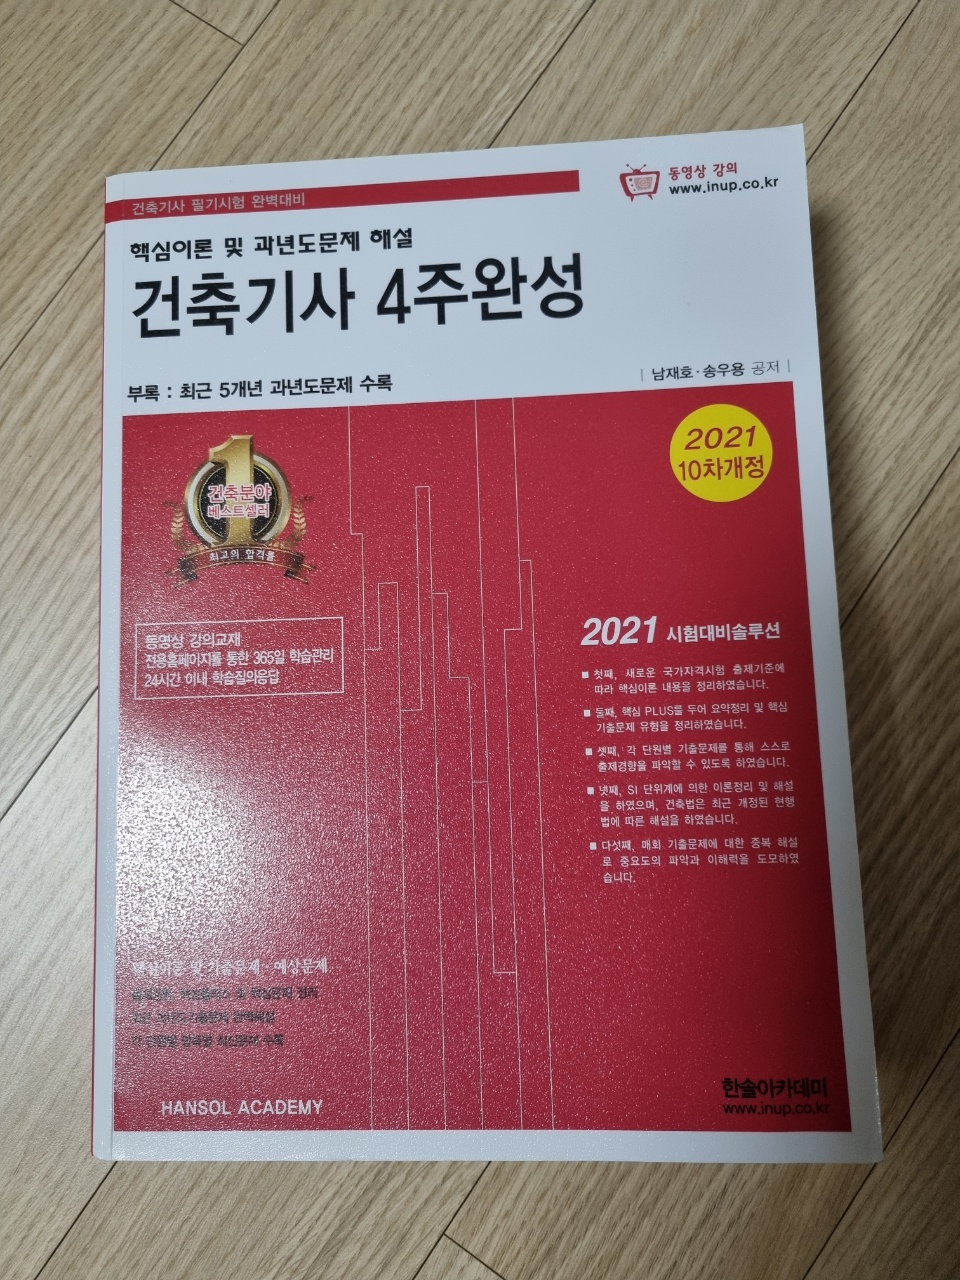 건축기사 필기시험 완벽대비
동영상 강의
www.inup.co.kr
핵심이론 및 과년도문제 해설
건축기사 4주완성
부록 : 최근 5개년 과년도문제 수록
| 남재호·송우용 공저 |
2021
10차개정
1
건축분야
베스트셀러
최고의 합격률
동영상 강의교재
전용홈페이지를 통한 365일 학습관리
24시간 이내 학습질의응답
2021 시험대비솔루션
■ 첫째, 새로운 국가자격시험 출제기준에
따라 핵심이론 내용을 정리하였습니다.
■ 둘째, 핵심 PLUS를 두어 요약정리 및 핵심
기출문제 유형을 정리하였습니다.
■ 셋째, 각 단원별 기출문제를 통해 스스로
출제경향을 파악할 수 있도록 하였습니다.
■ 넷째, SI 단위계에 의한 이론정리 및 해설
을 하였으며, 건축법은 최근 개정된 현행
법에 따른 해설을 하였습니다.
■ 다섯째, 매회 기출문제에 대한 중복 해설
로 중요도의 파악과 이해력을 도모하였
습니다.
핵심이론 및 기출문제·예상문제
HANSOL ACADEMY
한솔아카데미
www.inup.co.kr